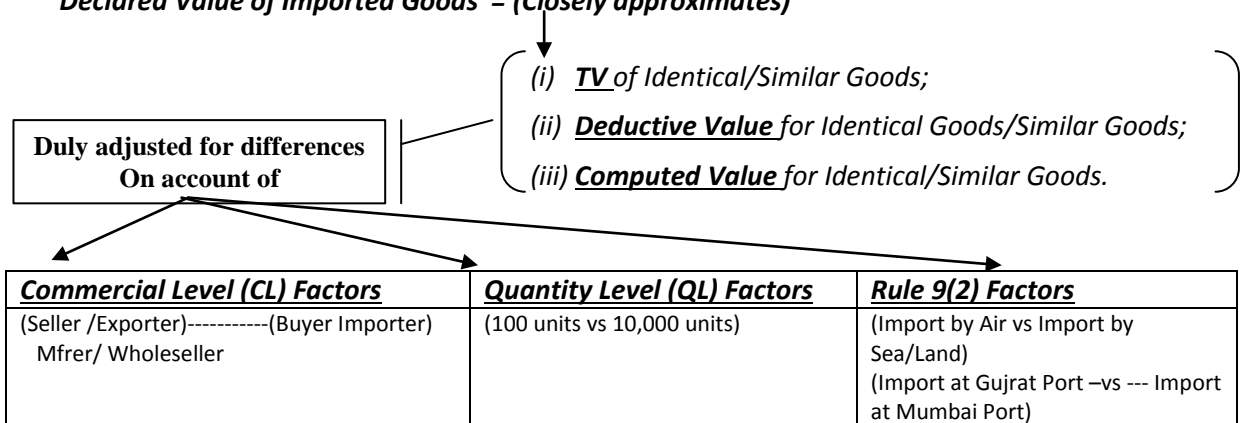 Declared Value of Imported Goods = (Closely approximates)
(i) TV of Identical/Similar Goods;
(ii) Deductive Value for Identical Goods/Similar Goods;
(iii) Computed Value for Identical/Similar Goods.
Duly adjusted for differences
On account of
Commercial Level (CL) Factors
(Seller /Exporter)-----------(Buyer Importer)
Mfrer/ Wholeseller
Quantity Level (QL) Factors
(100 units vs 10,000 units)
Rule 9(2) Factors
(Import by Air vs Import by
Sea/Land)
(Import at Gujrat Port –vs --- Import
at Mumbai Port)